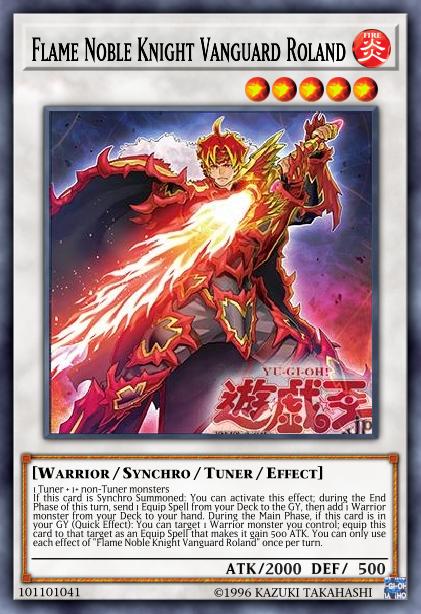 FLAME NOBLE KNIGHT VANGUARD ROLAND
FIRE
炎
YU-GI-OH!
遊戯王
.JP
[WARRIOR / SYNCHRO / TUNER / EFFECT]
1 Tuner + 1+ non-Tuner monsters
If this card is Synchro Summoned: You can activate this effect; during the End
Phase of this turn, send 1 Equip Spell from your Deck to the GY, then add 1 Warrior
monster from your Deck to your hand. During the Main Phase, if this card is in
your GY (Quick Effect): You can target 1 Warrior monster you control; equip this
card to that target as an Equip Spell that makes it gain 500 ATK. You can only use
each effect of "Flame Noble Knight Vanguard Roland" once per turn.
ATK/2000 DEF/ 500
101101041
©1996 KAZUKI TAKAHASHI